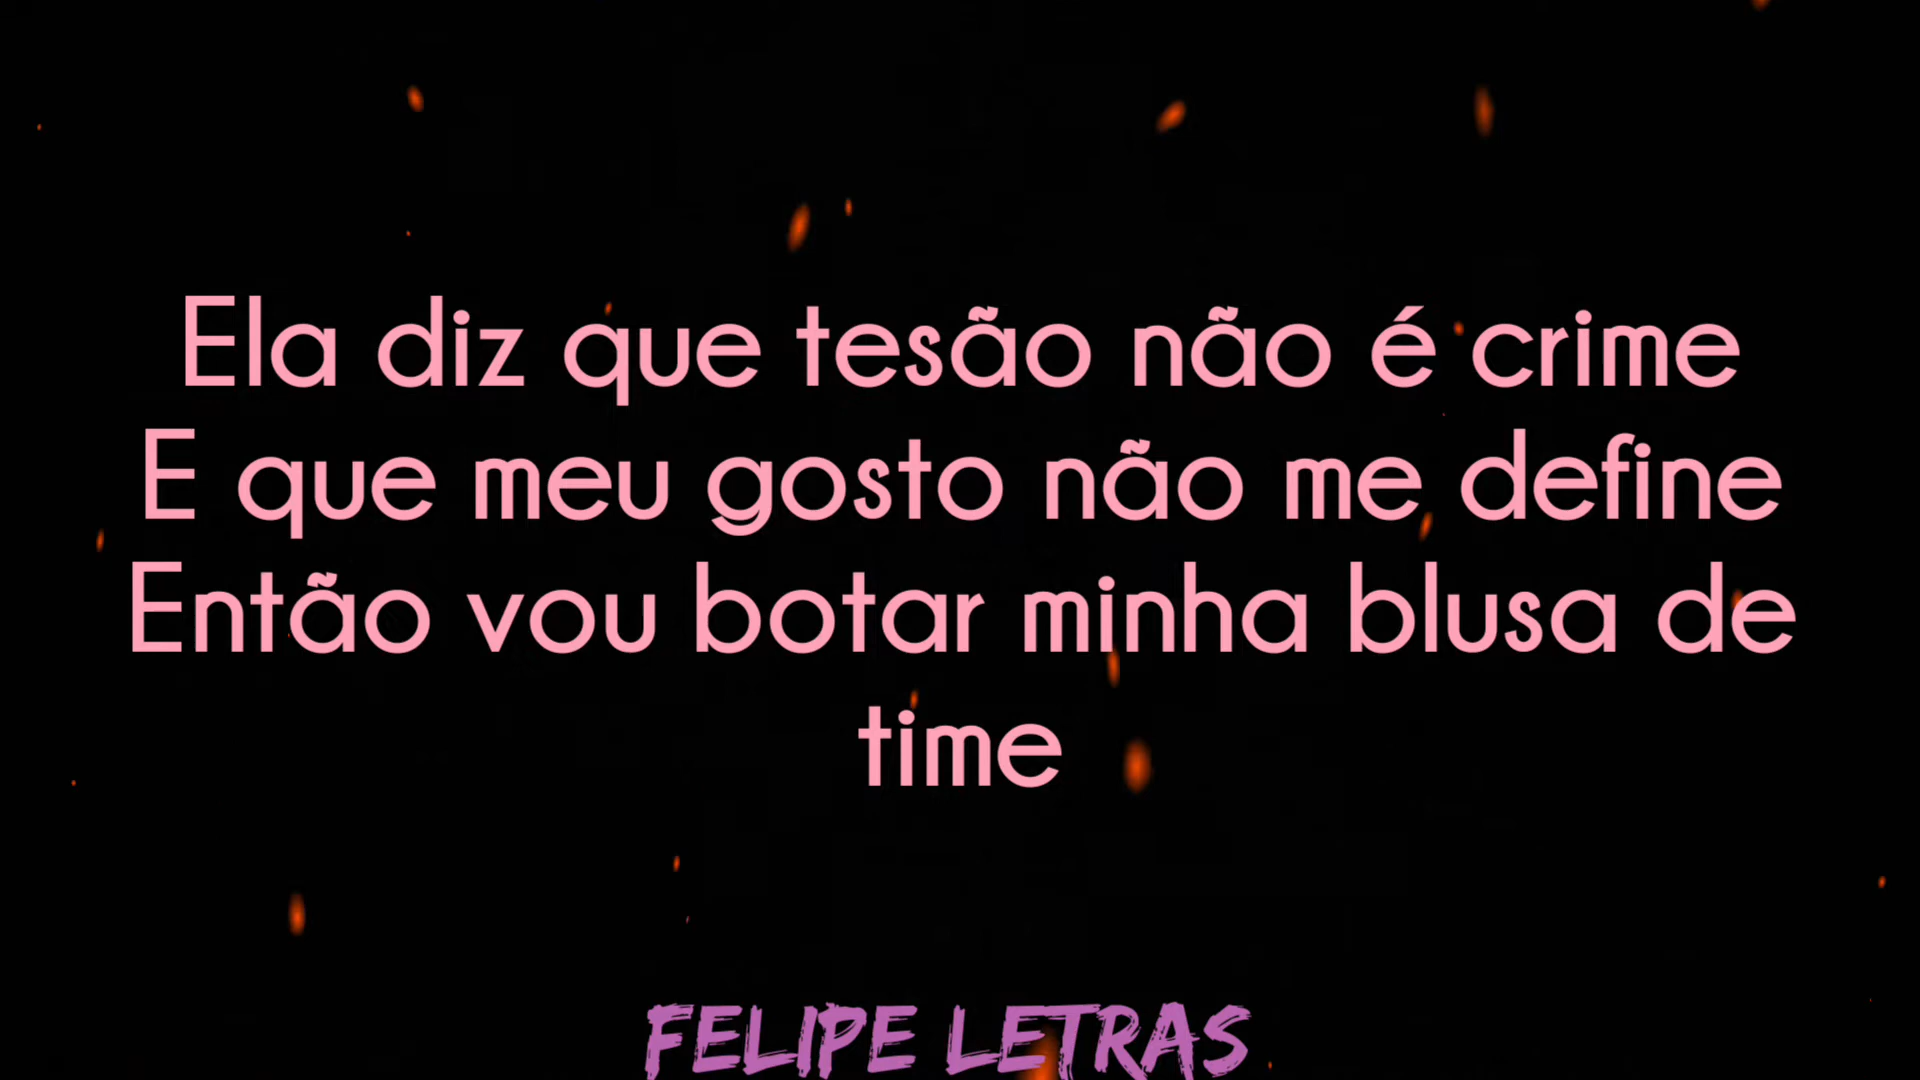 Ela diz que tesão não é crime
E que meu gosto não me define
Então vou botar minha blusa de
time
FELIPE LETRAS